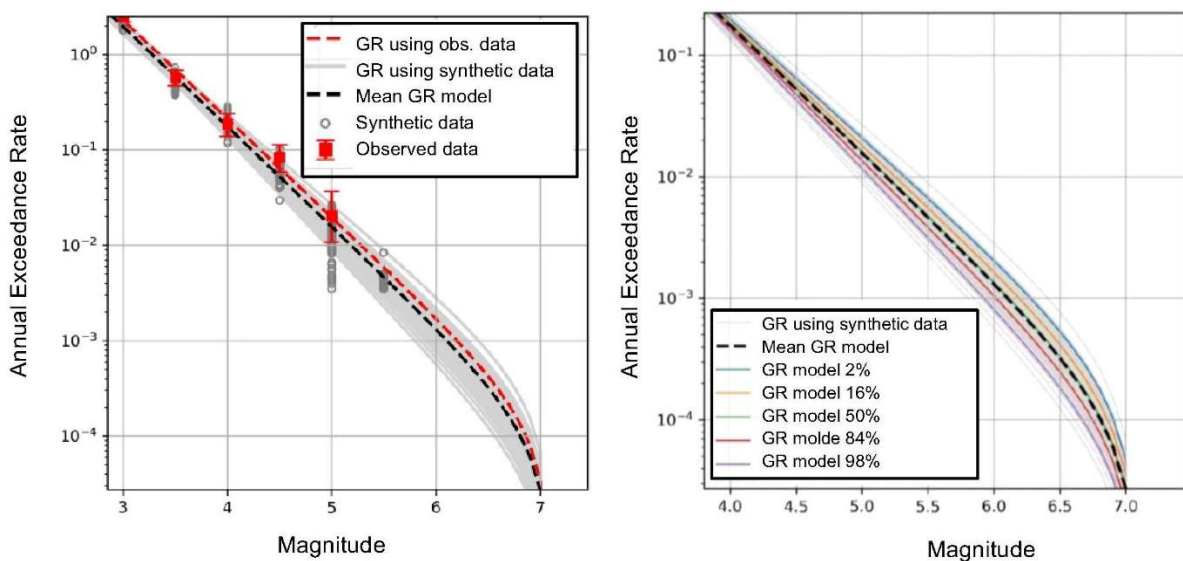 Annual Exceedance Rate
10⁰
10⁻¹
10⁻²
10⁻³
10⁻⁴
3 4 5 6 7
Magnitude
GR using obs. data
GR using synthetic data
Mean GR model
Synthetic data
Observed data
Annual Exceedance Rate
10⁻¹
10⁻²
10⁻³
10⁻⁴
4.0 4.5 5.0 5.5 6.0 6.5 7.0
Magnitude
GR using synthetic data
Mean GR model
GR model 2%
GR model 16%
GR model 50%
GR molde 84%
GR model 98%